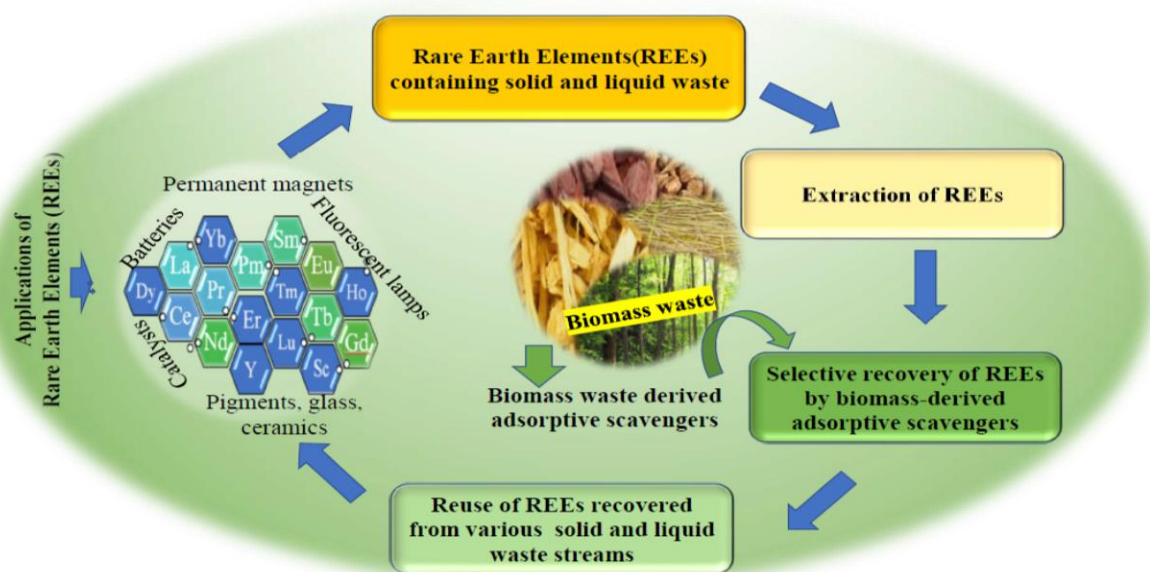 Rare Earth Elements(REEs)
containing solid and liquid waste
Extraction of REEs
Applications of
Rare Earth Elements (REEs)
Permanent magnets
Batteries
Fluorescent lamps
Catalysts
Yb
Sm
La
Pm
Eu
Dy
Pr
Tm
Ho
Ce
Er
Tb
Nd
Lu
Gd
Y
Sc
Pigments, glass,
ceramics
Biomass waste
Biomass waste derived
adsorptive scavengers
Selective recovery of REEs
by biomass-derived
adsorptive scavengers
Reuse of REEs recovered
from various solid and liquid
waste streams